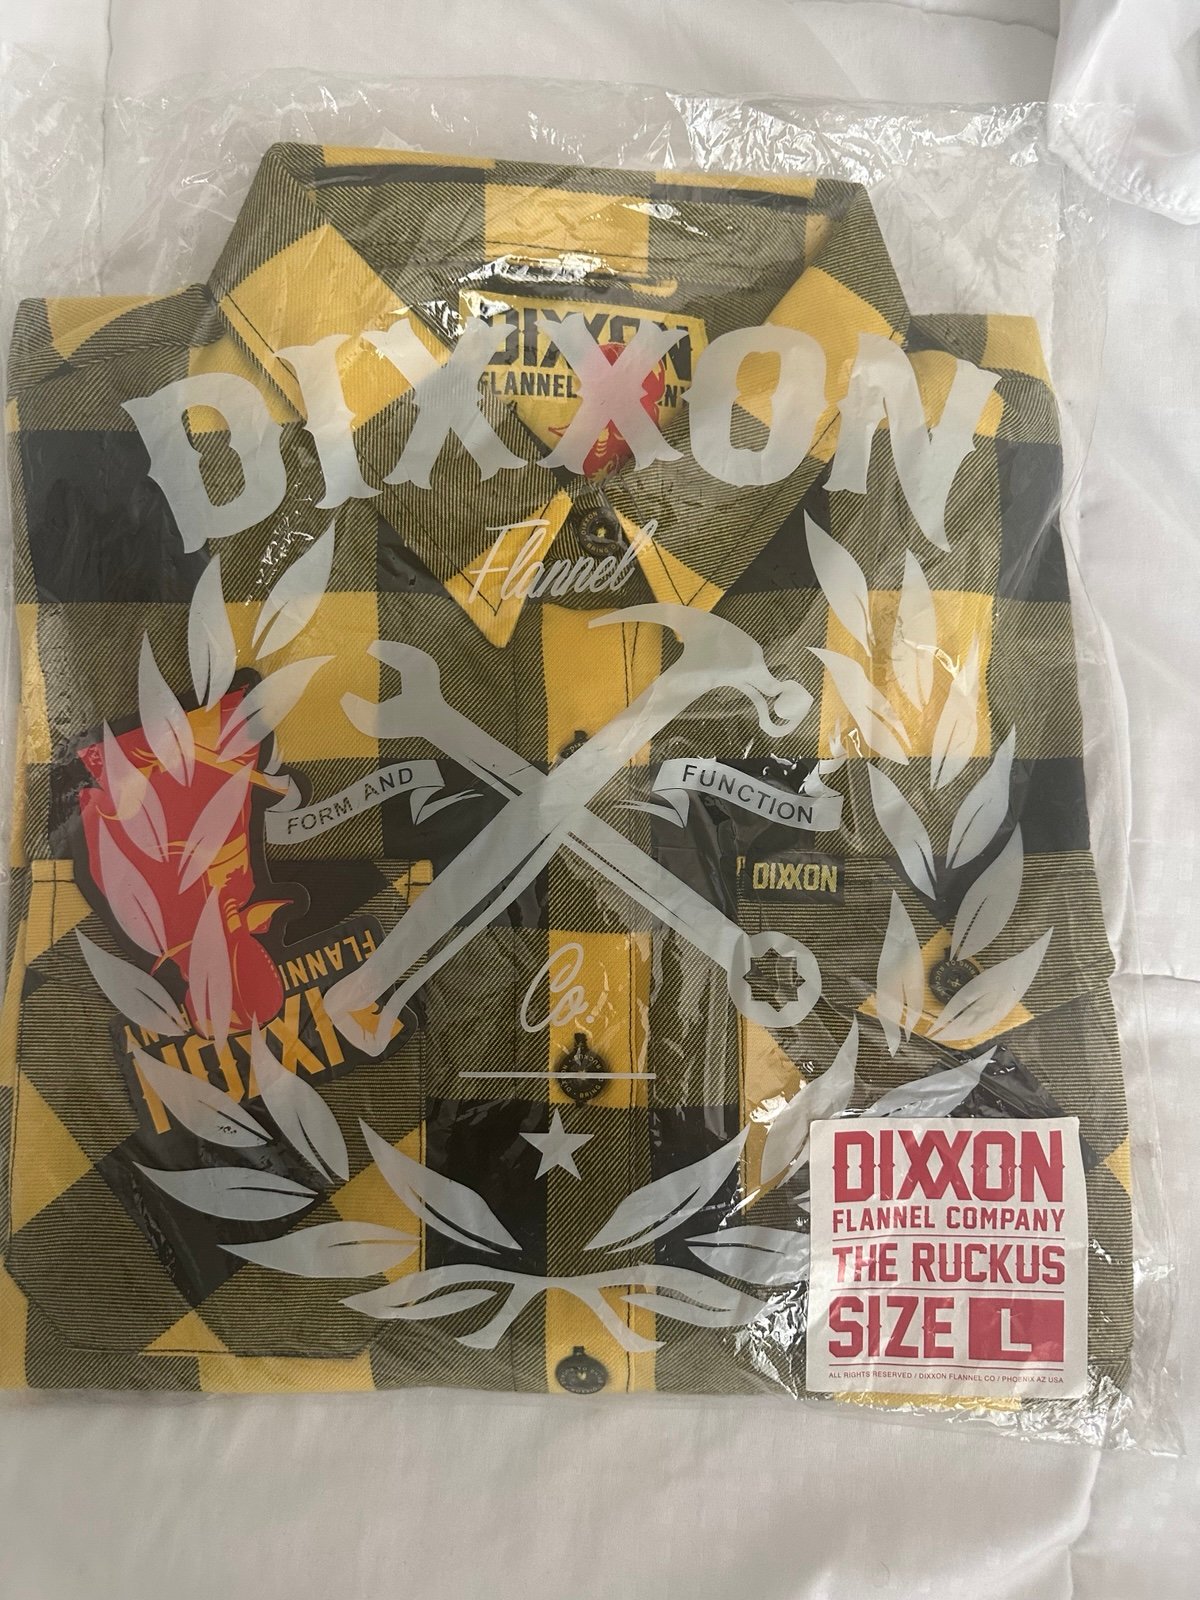 DIXXON
FLANNEL
DIXXON
Flannel
FORM AND
FUNCTION
DIXXON
Co.
DIXXON
FLANNEL COMPANY
THE RUCKUS
SIZE L
ALL RIGHTS RESERVED / DIXXON FLANNEL CO / PHOENIX AZ USA